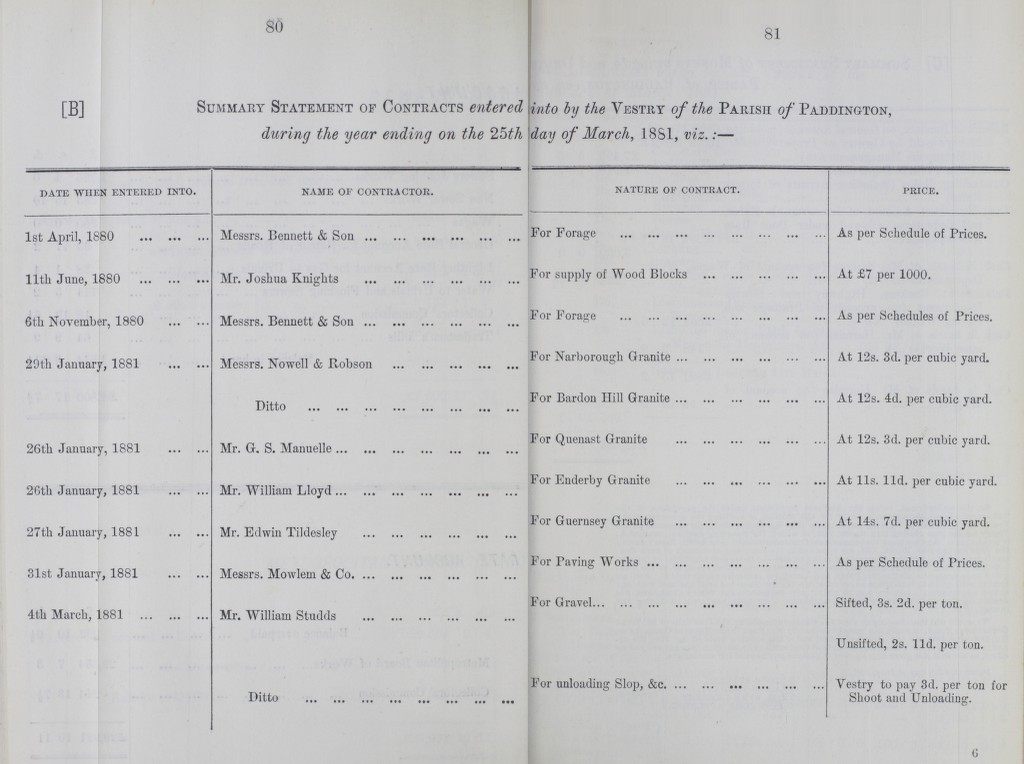 80
81
[B] SUMMARY STATEMENT OF CONTRACTS entered into by the VESTRY of the PARISH of PADDINGTON,
during the year ending on the 25th day of March, 1881, viz.:—
DATE WHEN ENTERED INTO. NAME OF CONTRACTOR. NATURE OF CONTRACT. PRICE.
1st April, 1880 ... ... ... Messrs. Bennett & Son ... ... ... ... ... ... For Forage ... ... ... ... ... ... ... ... As per Schedule of Prices.
11th June, 1880 ... ... ... Mr. Joshua Knights ... ... ... ... ... ... For supply of Wood Blocks ... ... ... ... ... At £7 per 1000.
6th November, 1880 ... ... Messrs. Bennett & Son ... ... ... ... ... ... For Forage ... ... ... ... ... ... ... ... As per Schedules of Prices.
29th January, 1881 ... ... Messrs. Nowell & Robson ... ... ... ... ... For Narborough Granite ... ... ... ... ... ... At 12s. 3d. per cubic yard.
Ditto ... ... ... ... ... ... ... ... For Bardon Hill Granite ... ... ... ... ... ... At 12s. 4d. per cubic yard.
26th January, 1881 ... ... Mr. G. S. Manuelle ... ... ... ... ... ... ... For Quenast Granite ... ... ... ... ... ... At 12s. 3d. per cubic yard.
26th January, 1881 ... ... Mr. William Lloyd ... ... ... ... ... ... ... For Enderby Granite ... ... ... ... ... ... At 11s. 11d. per cubic yard.
27th January, 1881 ... ... Mr. Edwin Tildesley ... ... ... ... ... ... For Guernsey Granite ... ... ... ... ... ... At 14s. 7d. per cubic yard.
31st January, 1881 ... ... Messrs. Mowlem & Co. ... ... ... ... ... ... For Paving Works ... ... ... ... ... ... ... As per Schedule of Prices.
4th March, 1881 ... ... ... Mr. William Studds ... ... ... ... ... ... For Gravel... ... ... ... ... ... ... ... ... Sifted, 3s. 2d. per ton.
Unsifted, 2s. 11d. per ton.
Ditto ... ... ... ... ... ... ... ... For unloading Slop, &c. ... ... ... ... ... ... Vestry to pay 3d. per ton for
Shoot and Unloading.
6